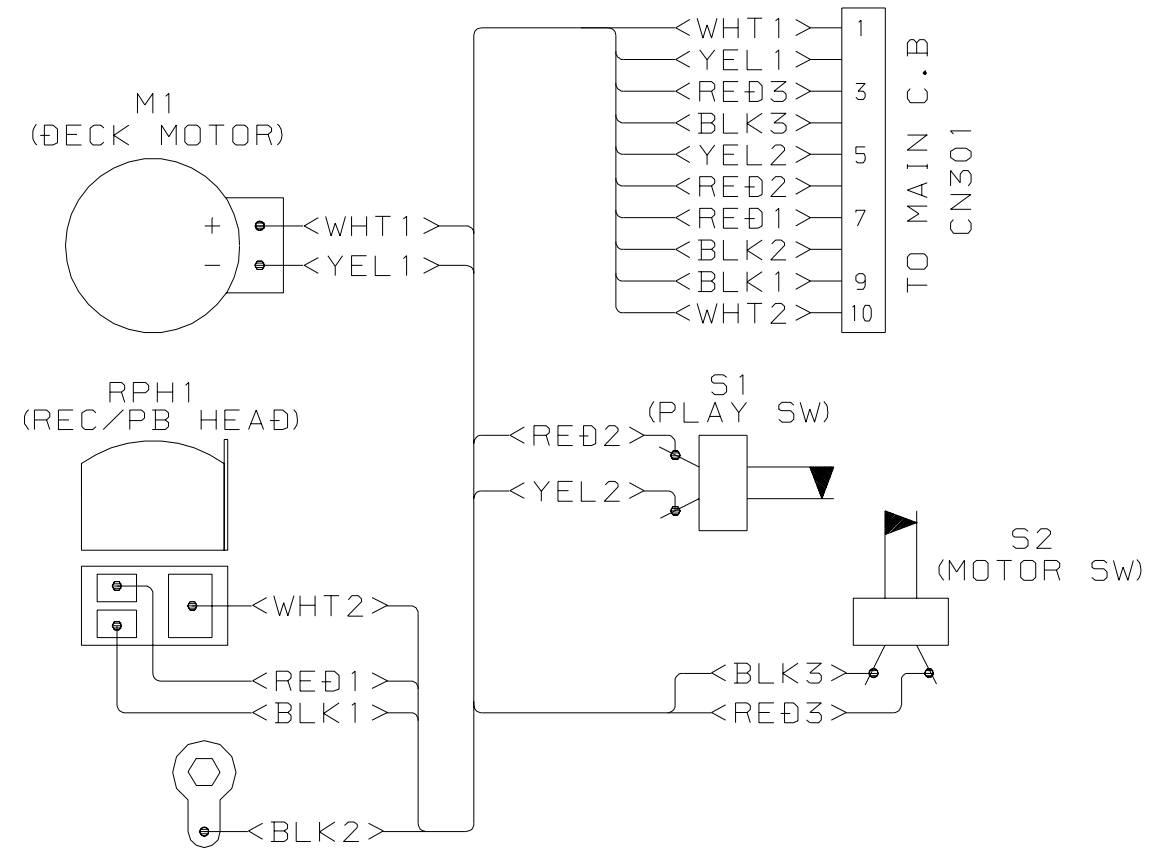 M1
(DECK MOTOR)
+
WHT1
−
YEL1
WHT1 1
YEL1
RED3 3
BLK3
YEL2 5
RED2
RED1 7
BLK2
BLK1 9
WHT2 10
TO MAIN C.B
CN301
RPH1
(REC/PB HEAD)
WHT2
RED1
BLK1
BLK2
S1
(PLAY SW)
RED2
YEL2
S2
(MOTOR SW)
BLK3
RED3